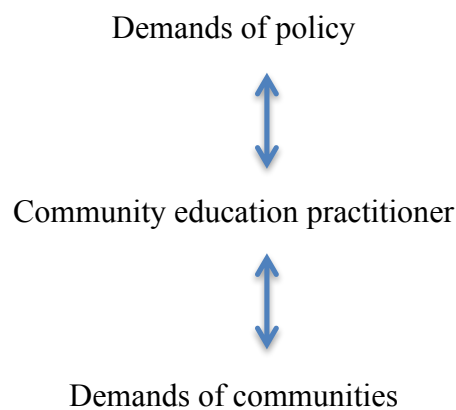 Demands of policy
Community education practitioner
Demands of communities